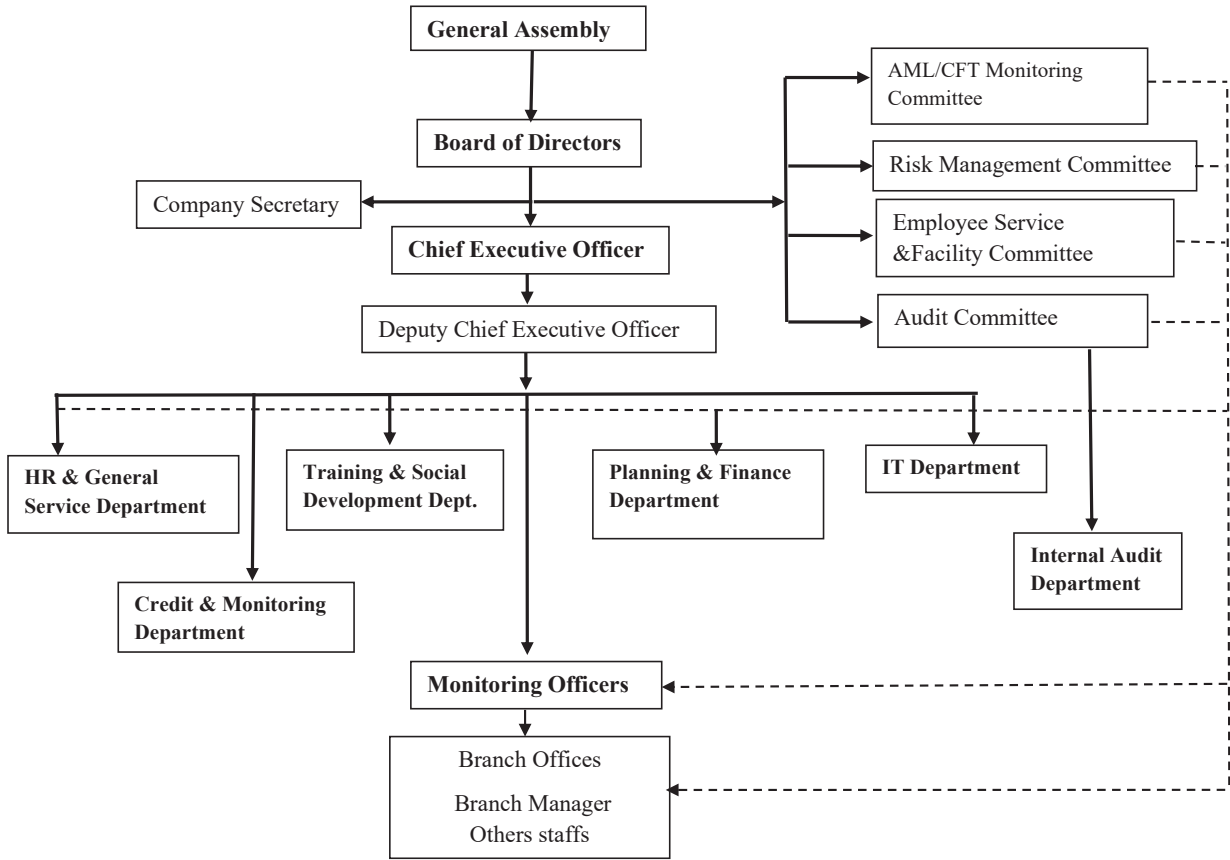 General Assembly
AML/CFT Monitoring
Committee
Board of Directors
Risk Management Committee
Company Secretary
Employee Service
&Facility Committee
Chief Executive Officer
Audit Committee
Deputy Chief Executive Officer
HR & General
Service Department
Training & Social
Development Dept.
Planning & Finance
Department
IT Department
Internal Audit
Department
Credit & Monitoring
Department
Monitoring Officers
Branch Offices
Branch Manager
Others staffs